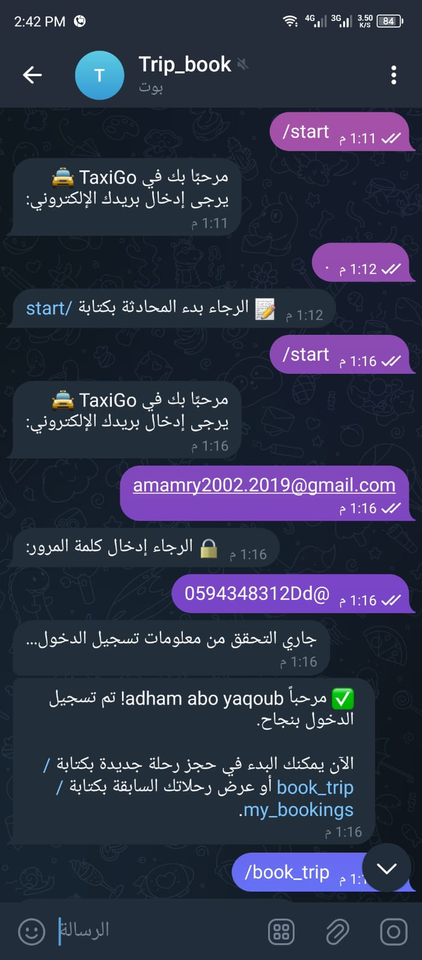 2:42 PM
4G 3G 3.50 K/S 84
T
Trip_book
بوت
/start
1:11 م
مرحبًا بك في TaxiGo 🚖
يرجى إدخال بريدك الإلكتروني:
1:11 م
.
1:12 م
📝 الرجاء بدء المحادثة بكتابة /start
1:12 م
/start
1:16 م
مرحبًا بك في TaxiGo 🚖
يرجى إدخال بريدك الإلكتروني:
1:16 م
amamry2002.2019@gmail.com
1:16 م
🔒 الرجاء إدخال كلمة المرور:
1:16 م
0594348312Dd@
1:16 م
جاري التحقق من معلومات تسجيل الدخول...
1:16 م
✅ مرحباً adham abo yaqoub! تم تسجيل
الدخول بنجاح.
الآن يمكنك البدء في حجز رحلة جديدة بكتابة /
book_trip أو عرض رحلاتك السابقة بكتابة /
my_bookings.
1:16 م
/book_trip
الرسالة